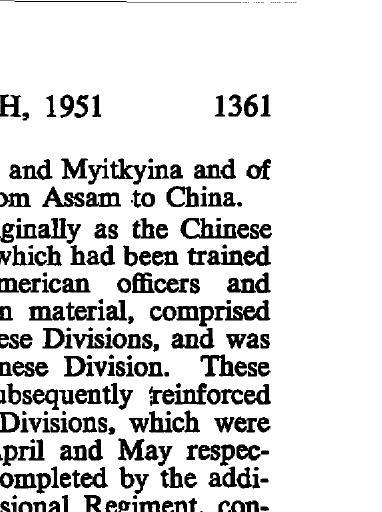 H, 1951 1361
and Myitkyina and of
om Assam to China.
ginally as the Chinese
which had been trained
merican officers and
n material, comprised
ese Divisions, and was
nese Division. These
ubsequently reinforced
Divisions, which were
pril and May respec-
ompleted by the addi-
sional Regiment, con-